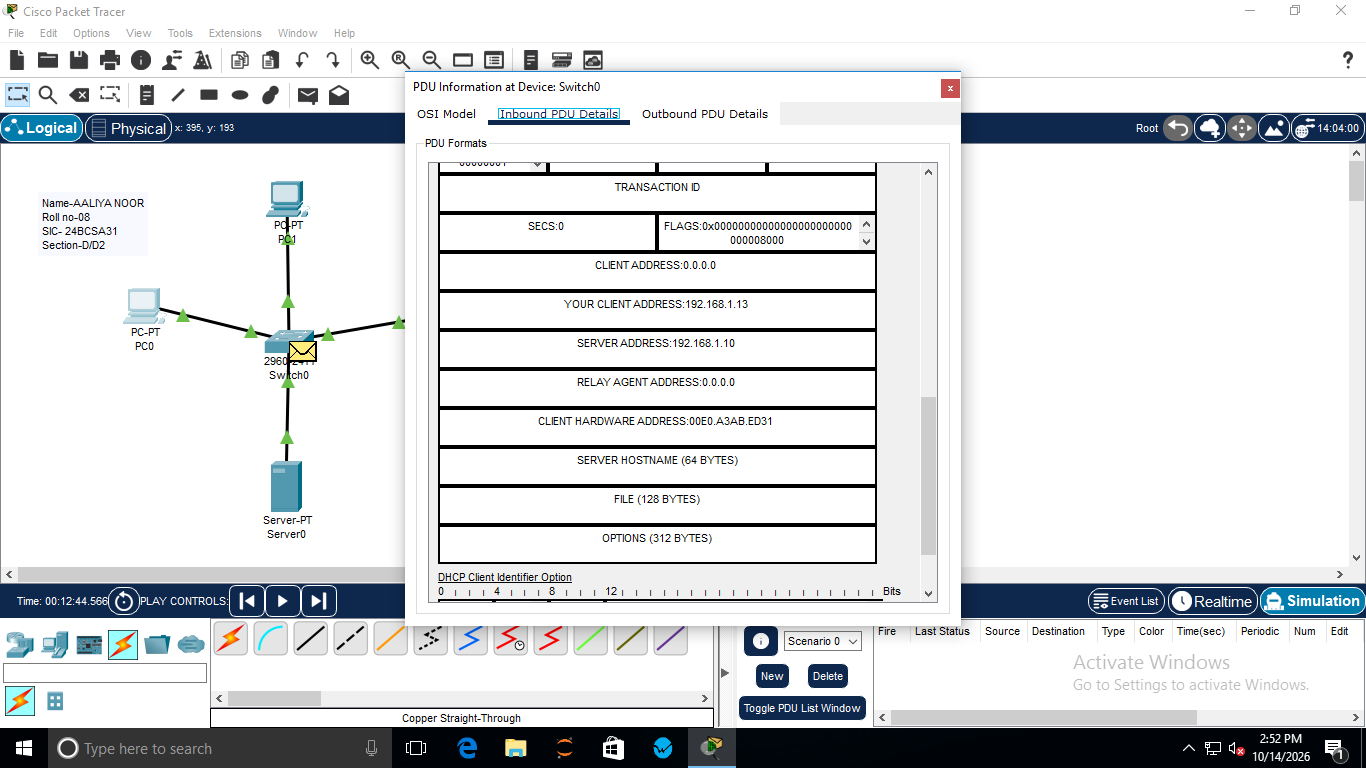 Cisco Packet Tracer
File Edit Options View Tools Extensions Window Help
PDU Information at Device: Switch0
x
OSI Model Inbound PDU Details Outbound PDU Details
Logical Physical x: 395, y: 193
Root 14:04:00
PDU Formats
TRANSACTION ID
SECS:0 FLAGS:0x00000000000000000000000
000008000
CLIENT ADDRESS:0.0.0.0
YOUR CLIENT ADDRESS:192.168.1.13
SERVER ADDRESS:192.168.1.10
RELAY AGENT ADDRESS:0.0.0.0
CLIENT HARDWARE ADDRESS:00E0.A3AB.ED31
SERVER HOSTNAME (64 BYTES)
FILE (128 BYTES)
OPTIONS (312 BYTES)
DHCP Client Identifier Option
0 4 8 12 Bits
Name-AALIYA NOOR
Roll no-08
SIC- 24BCSA31
Section-D/D2
PC-PT
PC1
PC-PT
PC0
Switch0
Server-PT
Server0
Time: 00:12:44.566 PLAY CONTROLS:
Event List Realtime Simulation
Scenario 0
New Delete
Toggle PDU List Window
Fire Last Status Source Destination Type Color Time(sec) Periodic Num Edit
Activate Windows
Go to Settings to activate Windows.
Copper Straight-Through
Type here to search
2:52 PM
10/14/2026
1